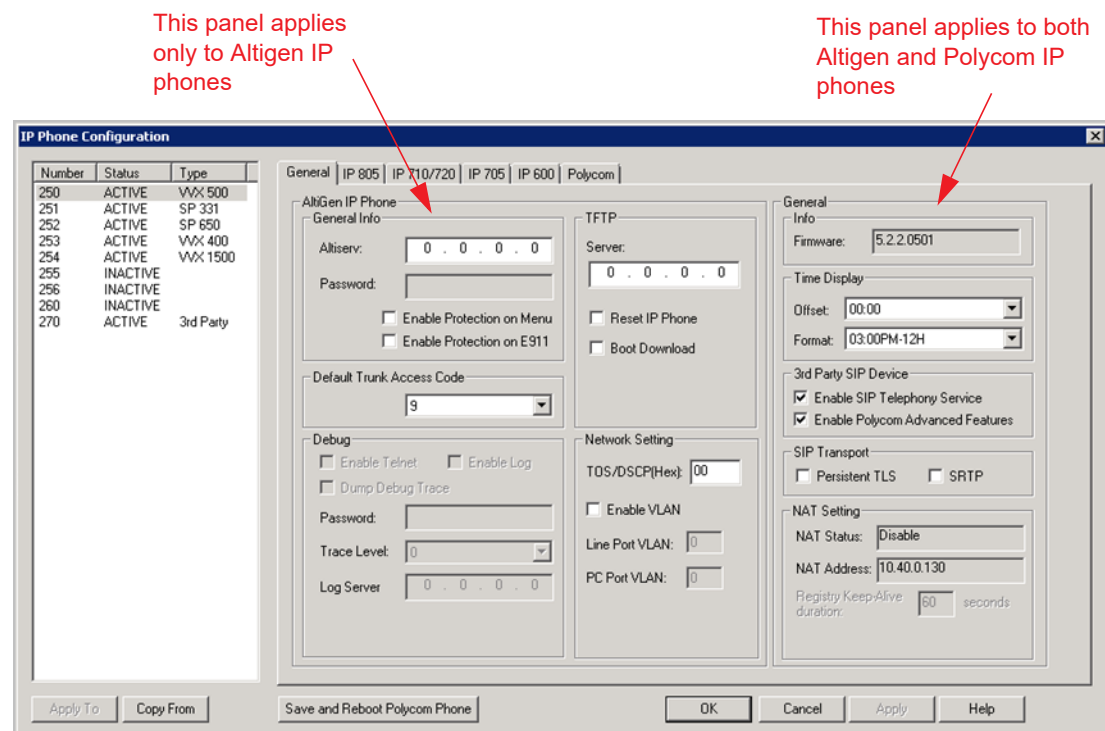 This panel applies
only to Altigen IP
phones
This panel applies to both
Altigen and Polycom IP
phones
IP Phone Configuration
Number Status Type
250 ACTIVE VVX 500
251 ACTIVE SP 331
252 ACTIVE SP 650
253 ACTIVE VVX 400
254 ACTIVE VVX 1500
255 INACTIVE
256 INACTIVE
260 INACTIVE
270 ACTIVE 3rd Party
General IP 805 IP 710/720 IP 705 IP 600 Polycom
AltiGen IP Phone
General Info
Altiserv: 0 . 0 . 0 . 0
Password:
Enable Protection on Menu
Enable Protection on E911
Default Trunk Access Code
9
Debug
Enable Telnet Enable Log
Dump Debug Trace
Password:
Trace Level: 0
Log Server 0 . 0 . 0 . 0
TFTP
Server:
0 . 0 . 0 . 0
Reset IP Phone
Boot Download
Network Setting
TOS/DSCP(Hex): 00
Enable VLAN
Line Port VLAN: 0
PC Port VLAN: 0
General
Info
Firmware: 5.2.2.0501
Time Display
Offset: 00:00
Format: 03:00PM-12H
3rd Party SIP Device
Enable SIP Telephony Service
Enable Polycom Advanced Features
SIP Transport
Persistent TLS SRTP
NAT Setting
NAT Status: Disable
NAT Address: 10.40.0.130
Registry Keep-Alive
duration: 60 seconds
Apply To Copy From Save and Reboot Polycom Phone OK Cancel Apply Help